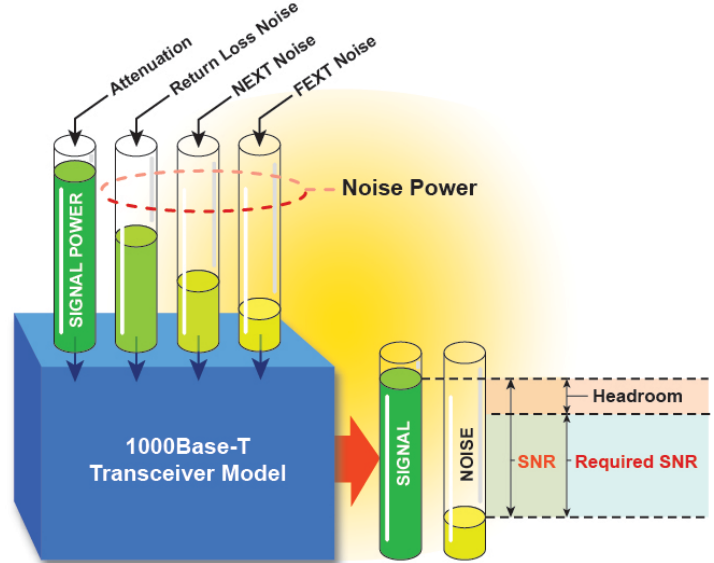 Attenuation
Return Loss Noise
NEXT Noise
FEXT Noise
Noise Power
SIGNAL POWER
1000Base-T
Transceiver Model
SIGNAL
NOISE
Headroom
SNR
Required SNR